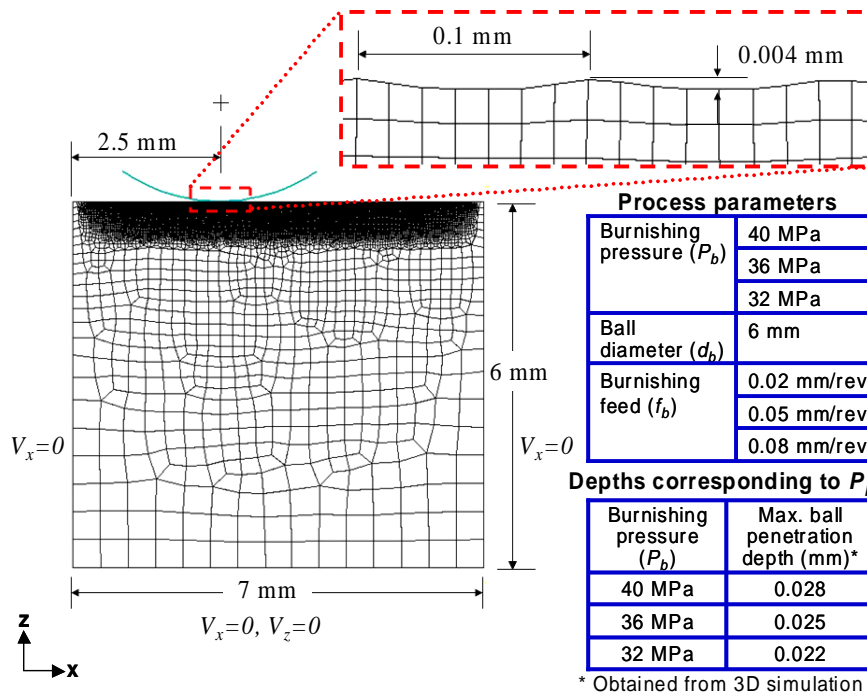 0.1 mm
0.004 mm
2.5 mm
Process parameters
Burnishing pressure (Pb)
40 MPa
36 MPa
32 MPa
Ball diameter (db)
6 mm
Burnishing feed (fb)
0.02 mm/rev
0.05 mm/rev
0.08 mm/rev
6 mm
Vx=0
Vx=0
7 mm
Vx=0, Vz=0
z
x
Depths corresponding to P
Burnishing pressure (Pb)
Max. ball penetration depth (mm)*
40 MPa
0.028
36 MPa
0.025
32 MPa
0.022
* Obtained from 3D simulation